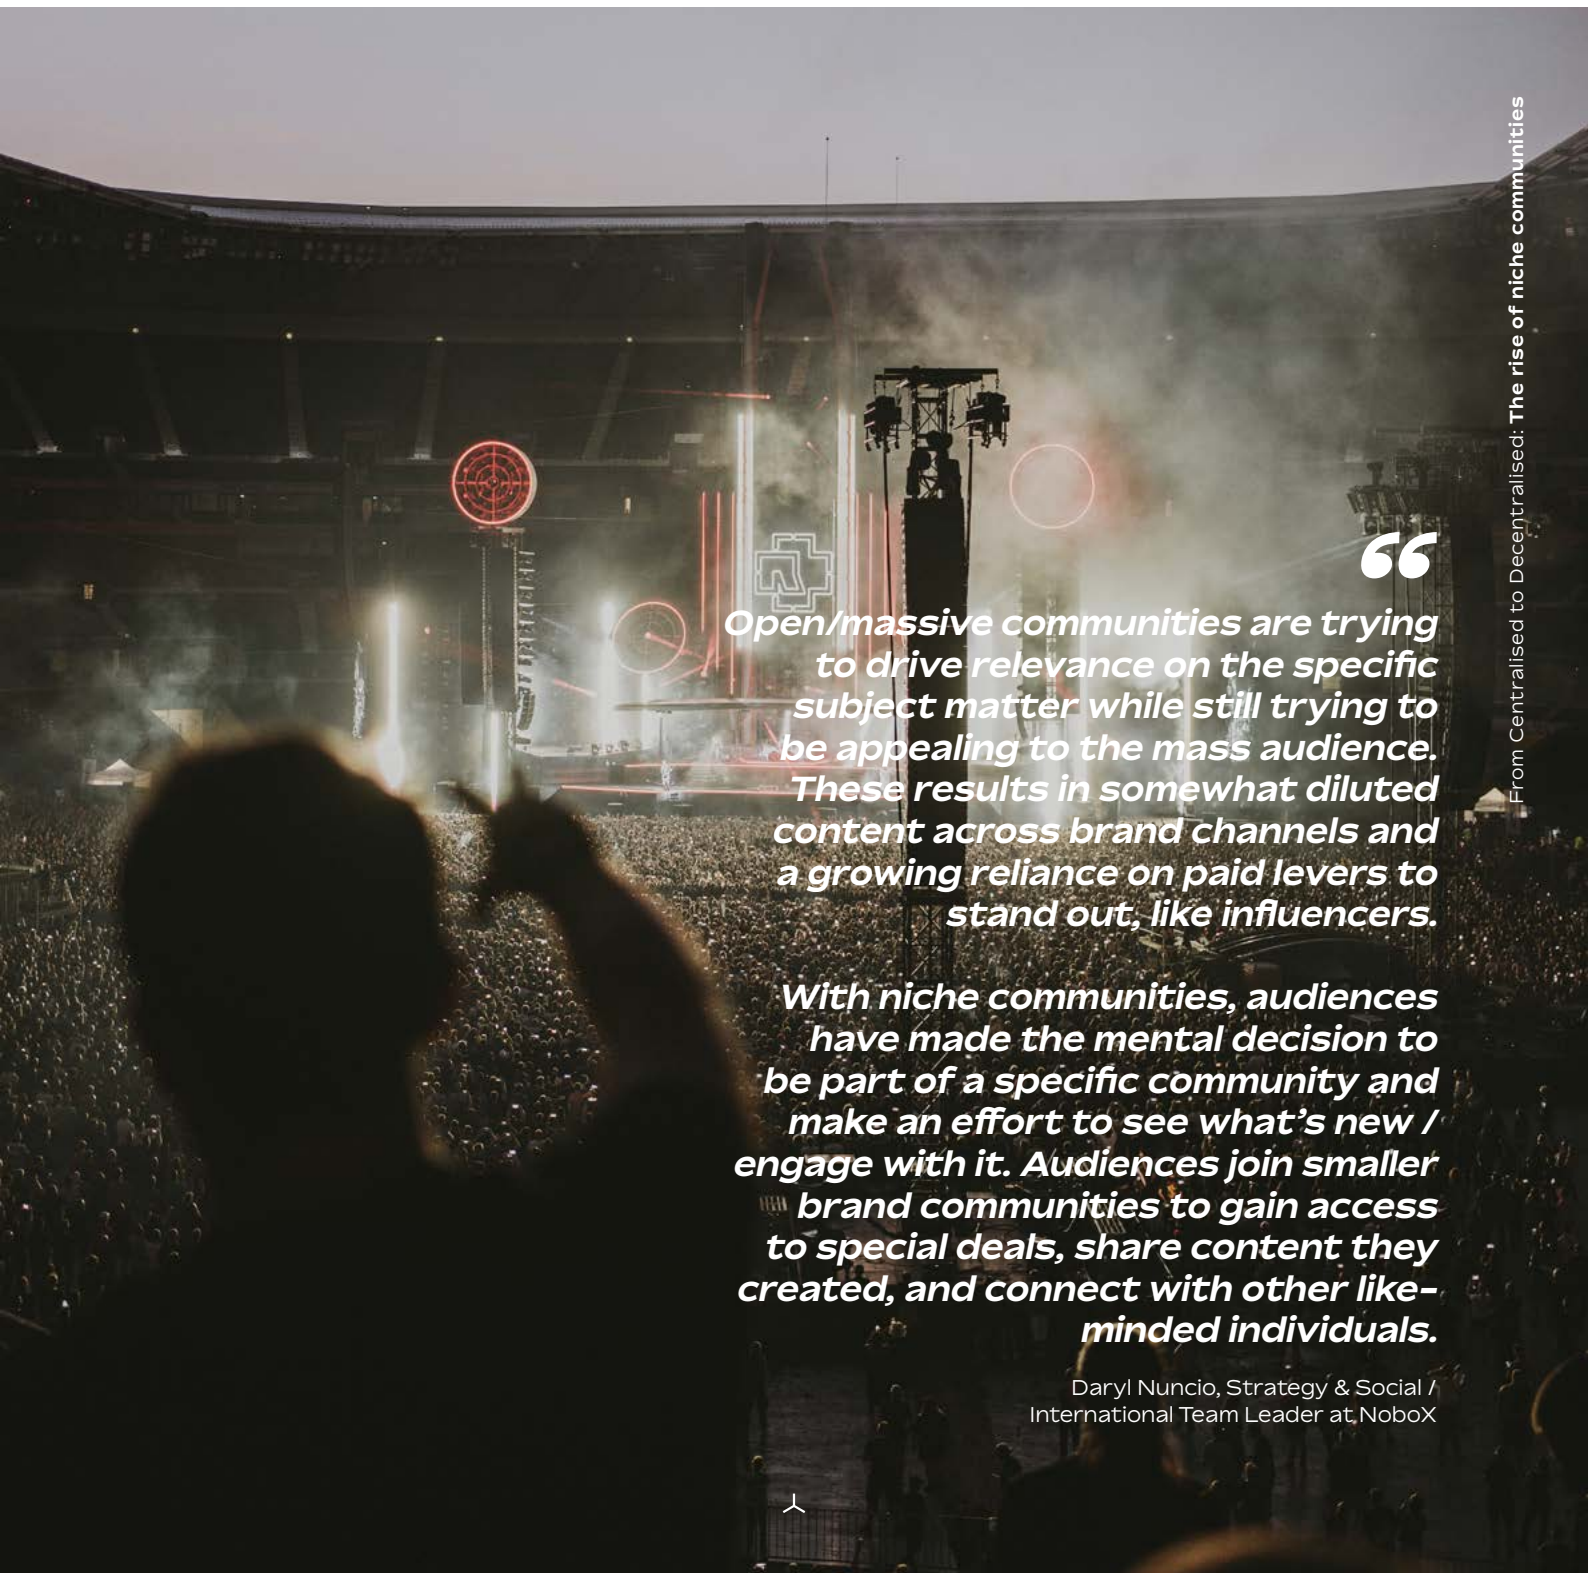 From Centralised to Decentralised: The rise of niche communities
“
Open/massive communities are trying
to drive relevance on the specific
subject matter while still trying to
be appealing to the mass audience.
These results in somewhat diluted
content across brand channels and
a growing reliance on paid levers to
stand out, like influencers.
With niche communities, audiences
have made the mental decision to
be part of a specific community and
make an effort to see what’s new /
engage with it. Audiences join smaller
brand communities to gain access
to special deals, share content they
created, and connect with other like-
minded individuals.
Daryl Nuncio, Strategy & Social /
International Team Leader at NoboX